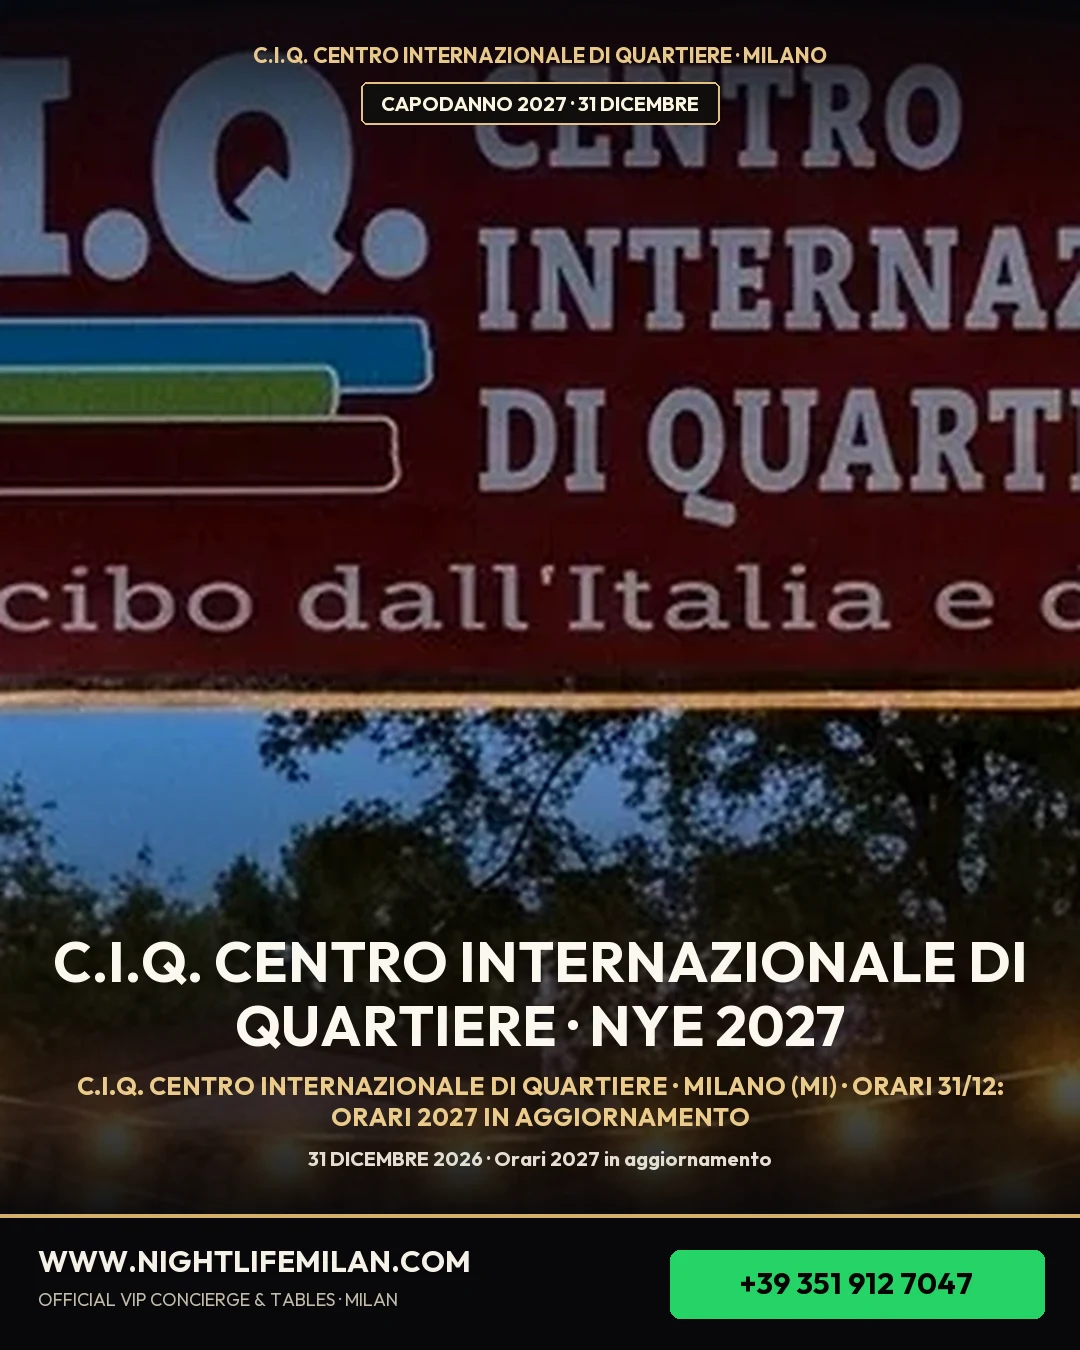 C.I.Q. CENTRO INTERNAZIONALE DI QUARTIERE · MILANO
CAPODANNO 2027 · 31 DICEMBRE
I.Q.
CENTRO
INTERNAZ
DI QUARTI
cibo dall'Italia e d
C.I.Q. CENTRO INTERNAZIONALE DI
QUARTIERE · NYE 2027
C.I.Q. CENTRO INTERNAZIONALE DI QUARTIERE · MILANO (MI) · ORARI 31/12:
ORARI 2027 IN AGGIORNAMENTO
31 DICEMBRE 2026 · Orari 2027 in aggiornamento
WWW.NIGHTLIFEMILAN.COM
OFFICIAL VIP CONCIERGE & TABLES · MILAN
+39 351 912 7047